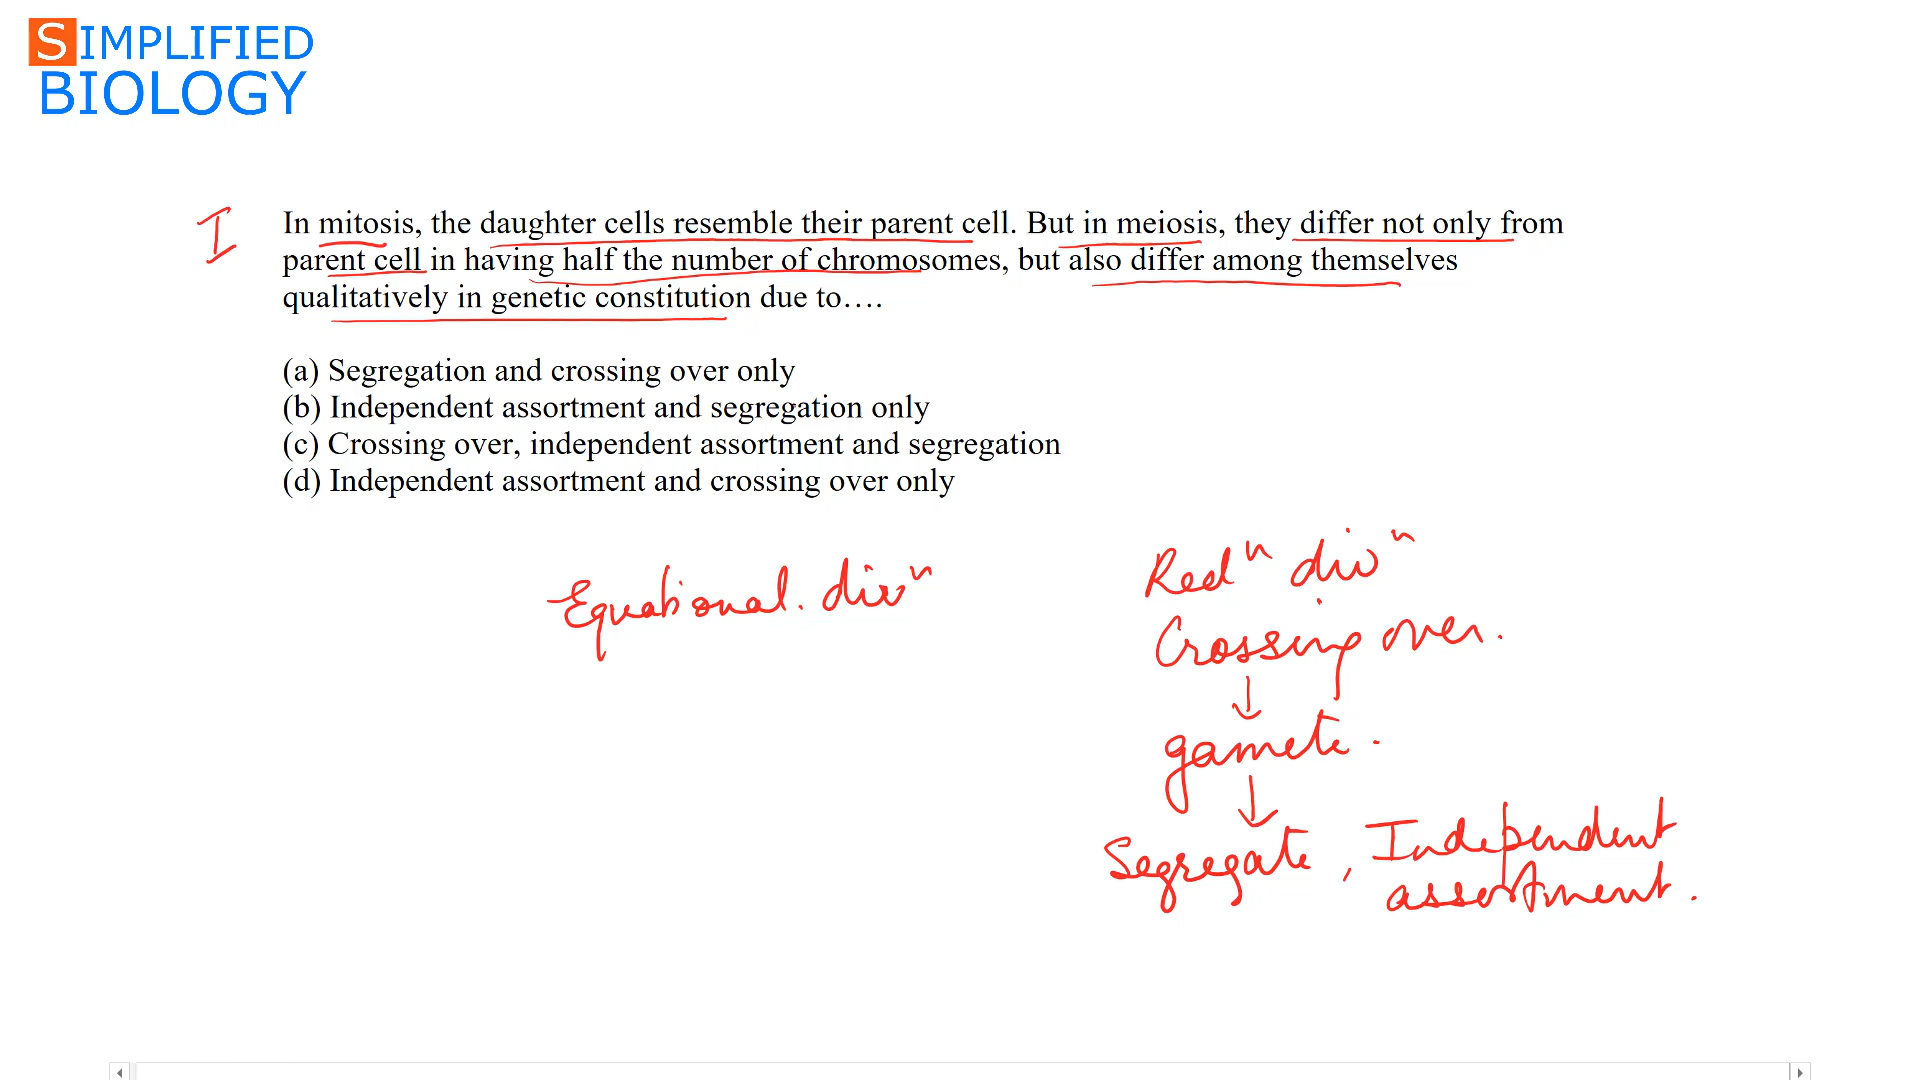 SIMPLIFIED
BIOLOGY
I In mitosis, the daughter cells resemble their parent cell. But in meiosis, they differ not only from
parent cell in having half the number of chromosomes, but also differ among themselves
qualitatively in genetic constitution due to….
(a) Segregation and crossing over only
(b) Independent assortment and segregation only
(c) Crossing over, independent assortment and segregation
(d) Independent assortment and crossing over only
Equational. divⁿ
Redⁿ divⁿ
Crossing over.
↓
gamete.
↓
Segregate, Independent
assortment.